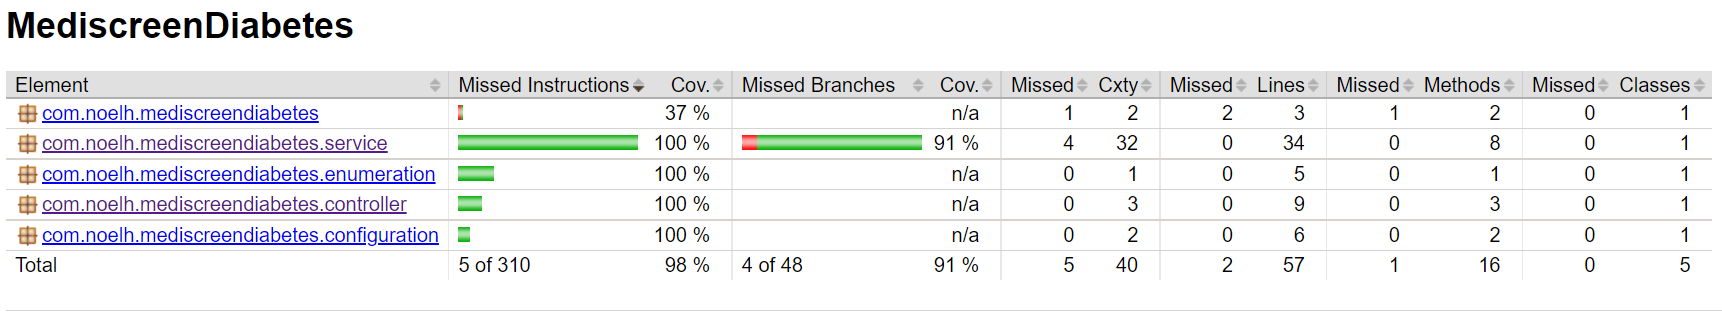 MediscreenDiabetes
Element Missed Instructions Cov. Missed Branches Cov. Missed Cxty Missed Lines Missed Methods Missed Classes
com.noelh.mediscreendiabetes 37 % n/a 1 2 2 3 1 2 0 1
com.noelh.mediscreendiabetes.service 100 % 91 % 4 32 0 34 0 8 0 1
com.noelh.mediscreendiabetes.enumeration 100 % n/a 0 1 0 5 0 1 0 1
com.noelh.mediscreendiabetes.controller 100 % n/a 0 3 0 9 0 3 0 1
com.noelh.mediscreendiabetes.configuration 100 % n/a 0 2 0 6 0 2 0 1
Total 5 of 310 98 % 4 of 48 91 % 5 40 2 57 1 16 0 5